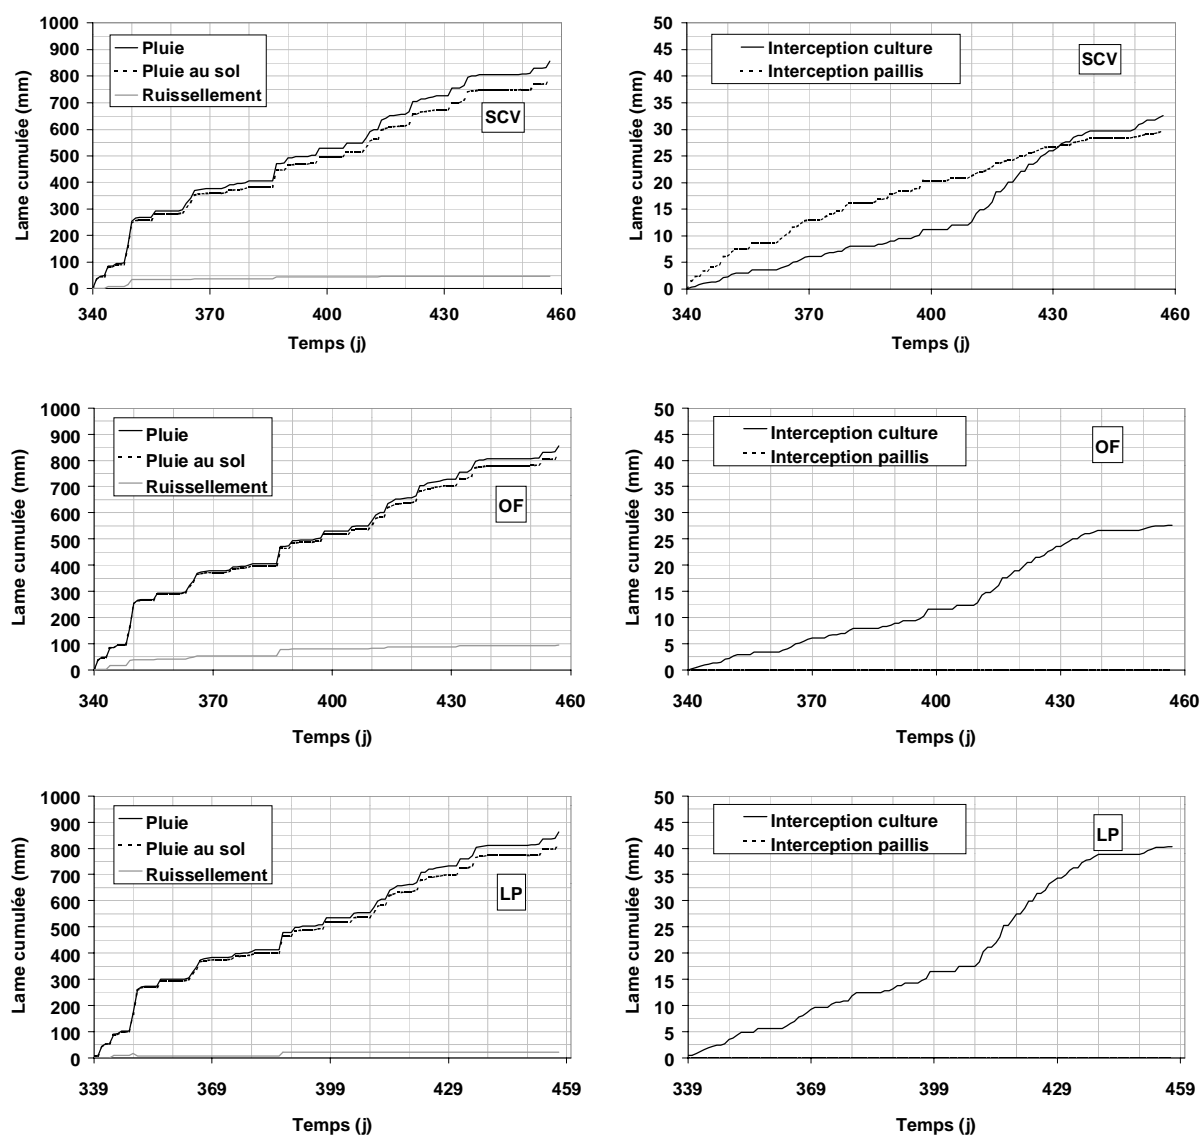 1000
900
800
700
600
500
400
300
200
100
0
Lame cumulée (mm)
Pluie
Pluie au sol
Ruissellement
SCV
340 370 400 430 460
Temps (j)
50
45
40
35
30
25
20
15
10
5
0
Lame cumulée (mm)
Interception culture
Interception paillis
SCV
340 370 400 430 460
Temps (j)
1000
900
800
700
600
500
400
300
200
100
0
Lame cumulée (mm)
Pluie
Pluie au sol
Ruissellement
OF
340 370 400 430 460
Temps (j)
50
45
40
35
30
25
20
15
10
5
0
Lame cumulée (mm)
Interception culture
Interception paillis
OF
340 370 400 430 460
Temps (j)
1000
900
800
700
600
500
400
300
200
100
0
Lame cumulée (mm)
Pluie
Pluie au sol
Ruissellement
LP
339 369 399 429 459
Temps (j)
50
45
40
35
30
25
20
15
10
5
0
Lame cumulée (mm)
Interception culture
Interception paillis
LP
339 369 399 429 459
Temps (j)